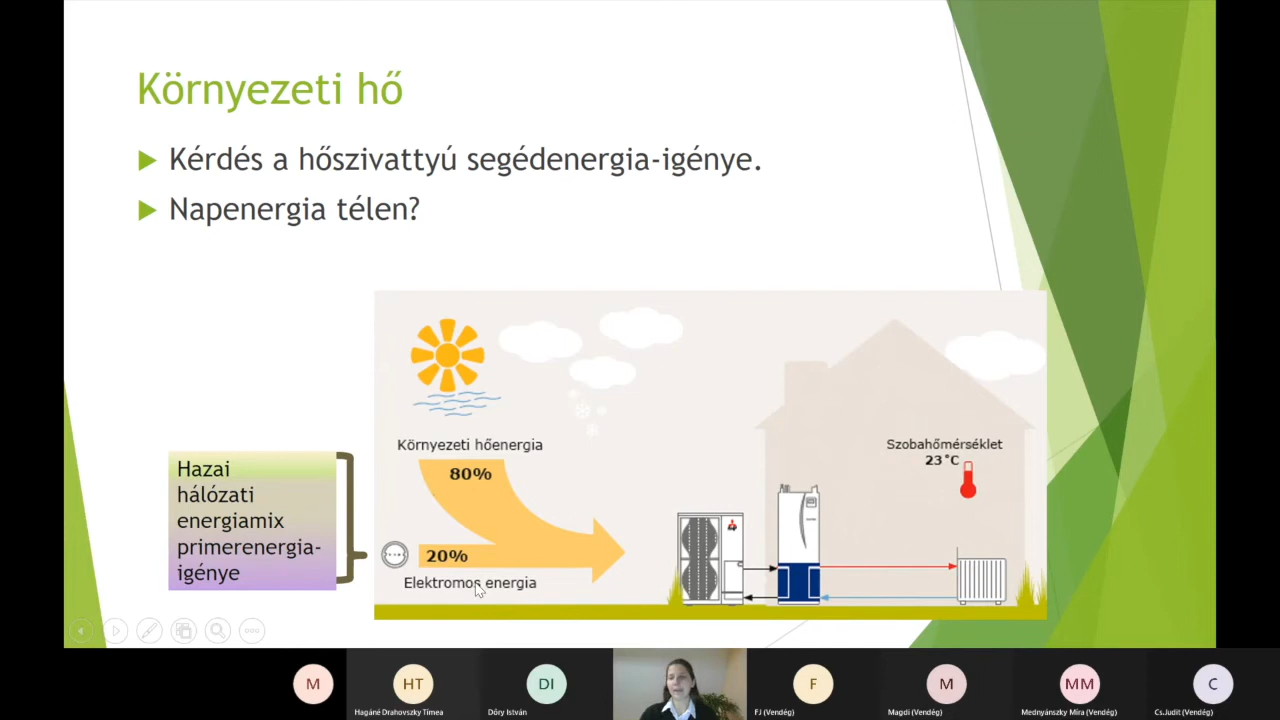 Környezeti hő
Kérdés a hőszivattyú segédenergia-igénye.
Napenergia télen?
Hazai
hálózati
energiamix
primerenergia-
igénye
Környezeti hőenergia
80%
20%
Elektromos energia
Szobahőmérséklet
23°C
M
HT
DI
F
M
MM
C
Hagáné Drahovszky Tímea
Dőry István
FJ (Vendég)
Magdi (Vendég)
Mednyánszky Míra (Vendég)
Cs.Judit (Vendég)